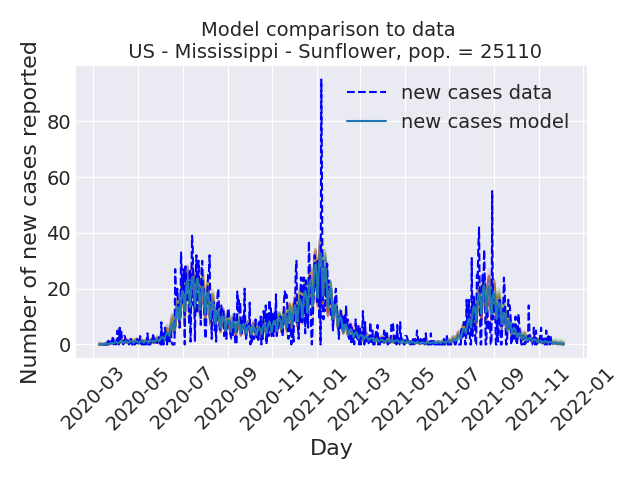 Model comparison to data
US - Mississippi - Sunflower, pop. = 25110
new cases data
new cases model
Number of new cases reported
80
60
40
20
0
2020-03
2020-05
2020-07
2020-09
2020-11
2021-01
2021-03
2021-05
2021-07
2021-09
2021-11
2022-01
Day